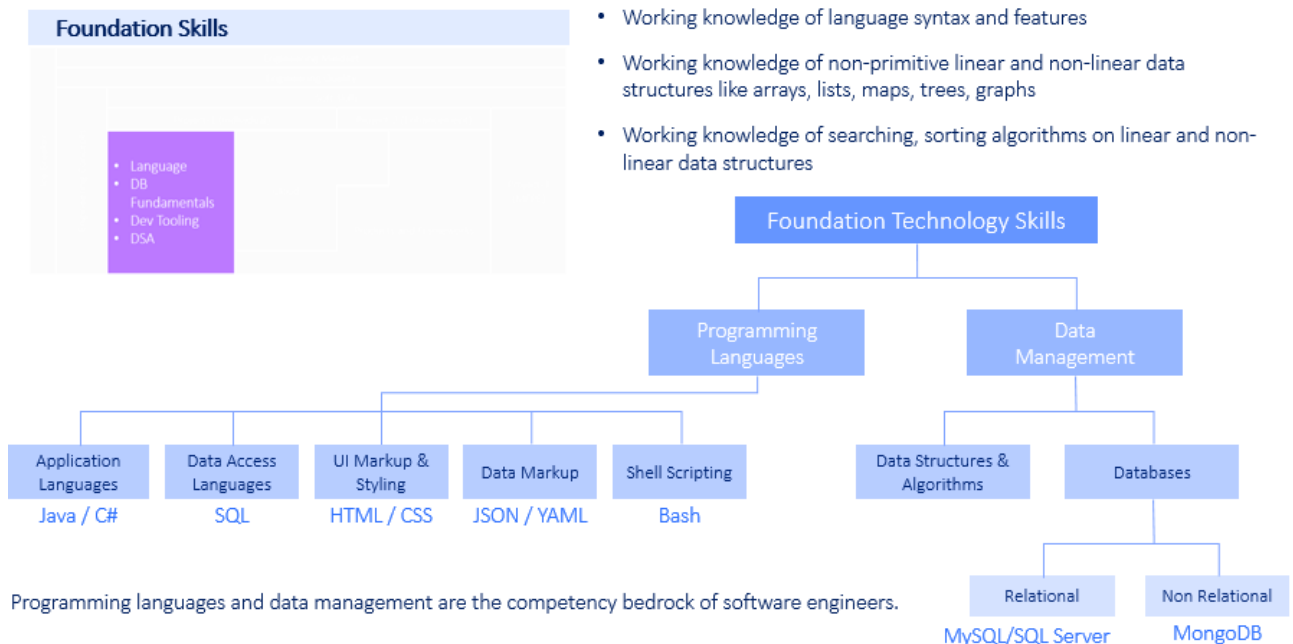 Foundation Skills
• Language
• DB
Fundamentals
• Dev Tooling
• DSA
• Working knowledge of language syntax and features
• Working knowledge of non-primitive linear and non-linear data
structures like arrays, lists, maps, trees, graphs
• Working knowledge of searching, sorting algorithms on linear and non-
linear data structures
Foundation Technology Skills
Programming
Languages
Data
Management
Application
Languages
Java / C#
Data Access
Languages
SQL
UI Markup &
Styling
HTML / CSS
Data Markup
JSON / YAML
Shell Scripting
Bash
Data Structures &
Algorithms
Databases
Relational
MySQL/SQL Server
Non Relational
MongoDB
Programming languages and data management are the competency bedrock of software engineers.